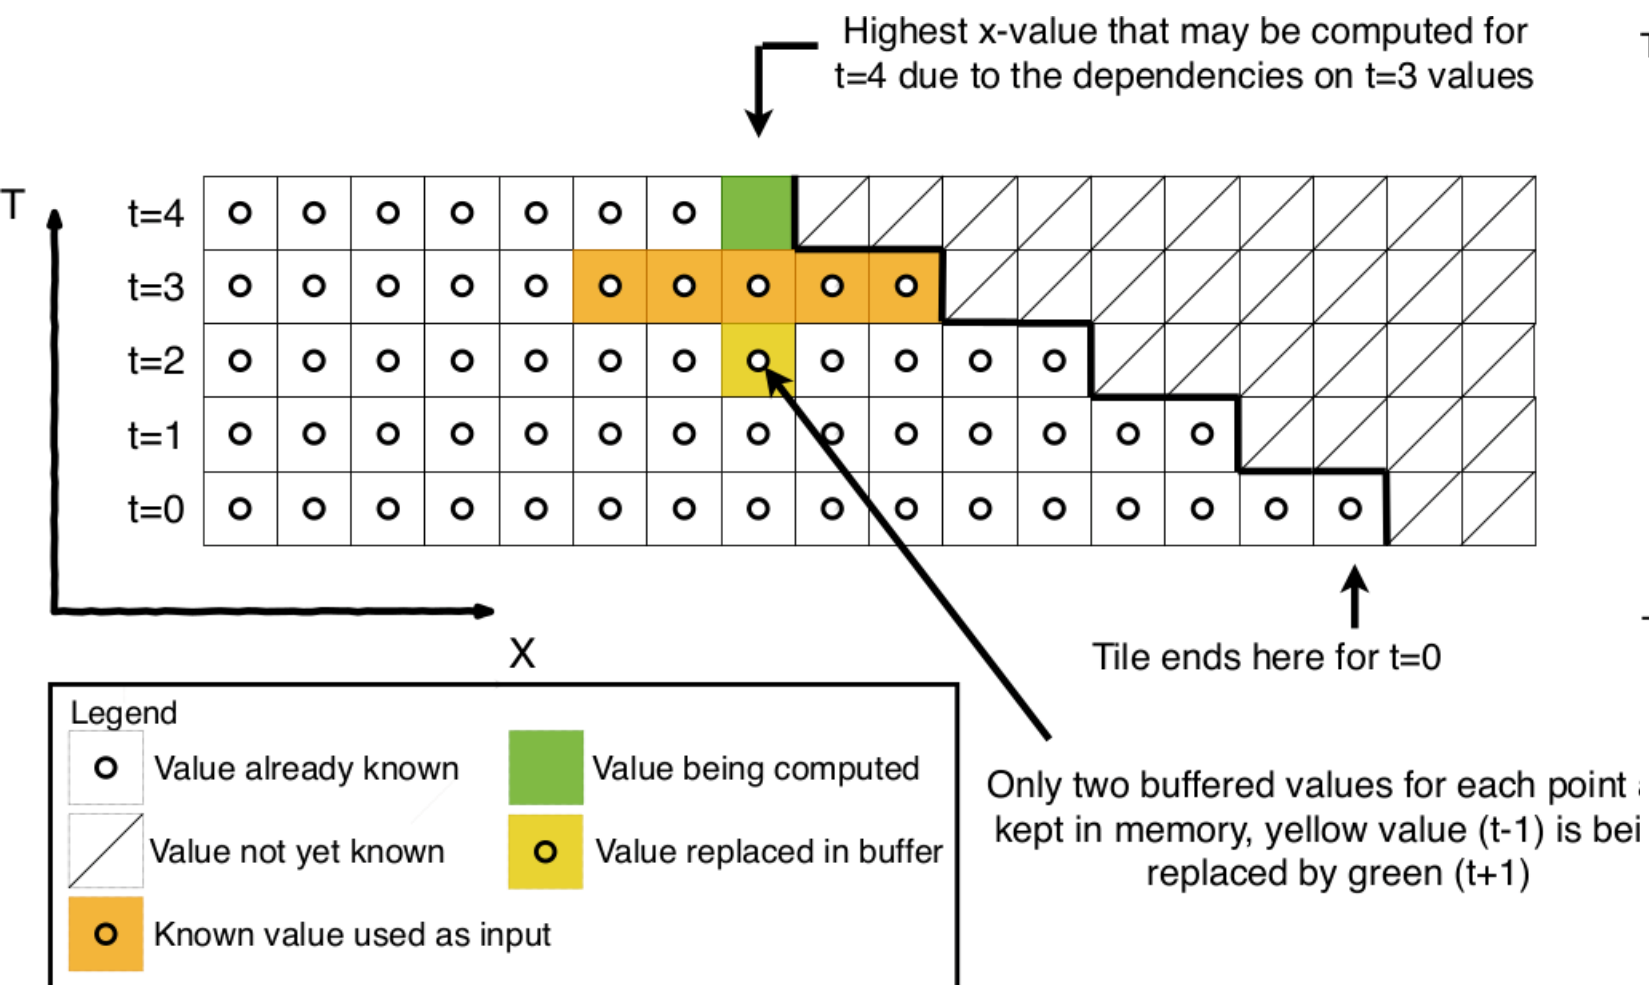 Highest x-value that may be computed for
t=4 due to the dependencies on t=3 values
T
t=4
t=3
t=2
t=1
t=0
X
Tile ends here for t=0
Legend
Value already known
Value being computed
Value not yet known
Value replaced in buffer
Known value used as input
Only two buffered values for each point
kept in memory, yellow value (t-1) is
replaced by green (t+1)